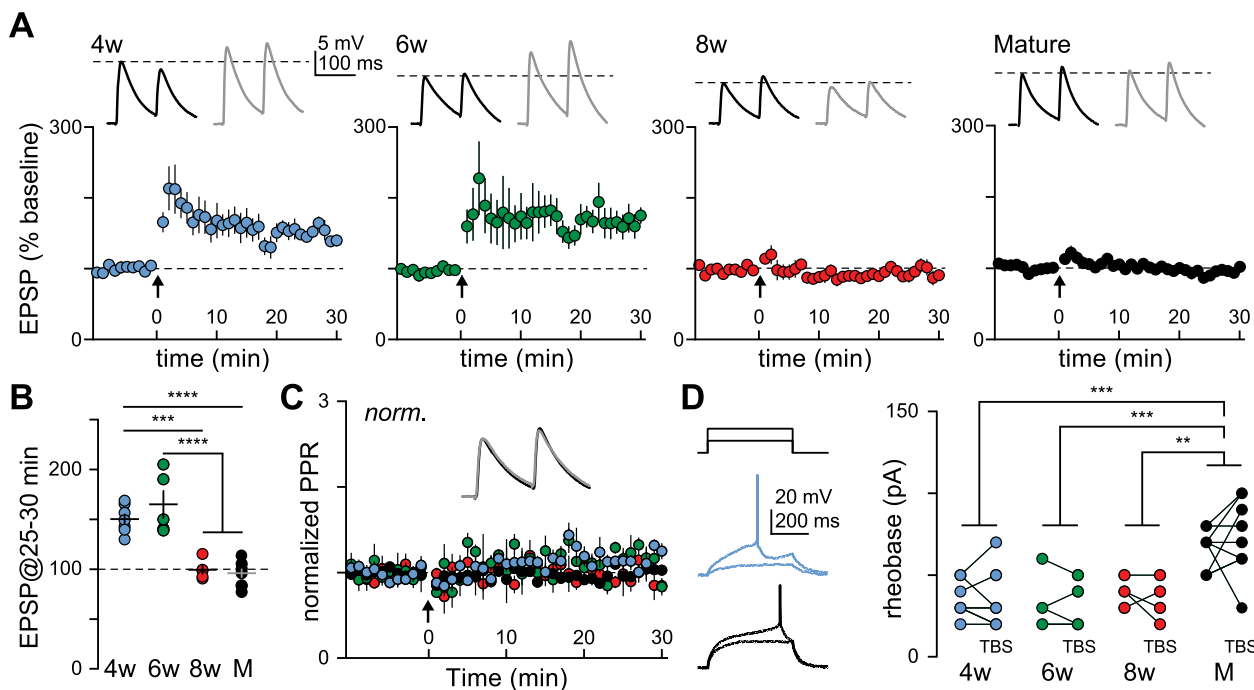 A
4w
5 mV
100 ms
6w
8w
Mature
EPSP (% baseline)
300
0
0
10
20
30
time (min)
300
0
0
10
20
30
time (min)
300
0
0
10
20
30
time (min)
300
0
0
10
20
30
time (min)
B
****
***
****
EPSP@25-30 min
200
100
0
4w
6w
8w
M
C
norm.
normalized PPR
3
0
0
10
20
30
Time (min)
D
20 mV
200 ms
***
***
**
rheobase (pA)
150
0
TBS
TBS
TBS
TBS
4w
6w
8w
M